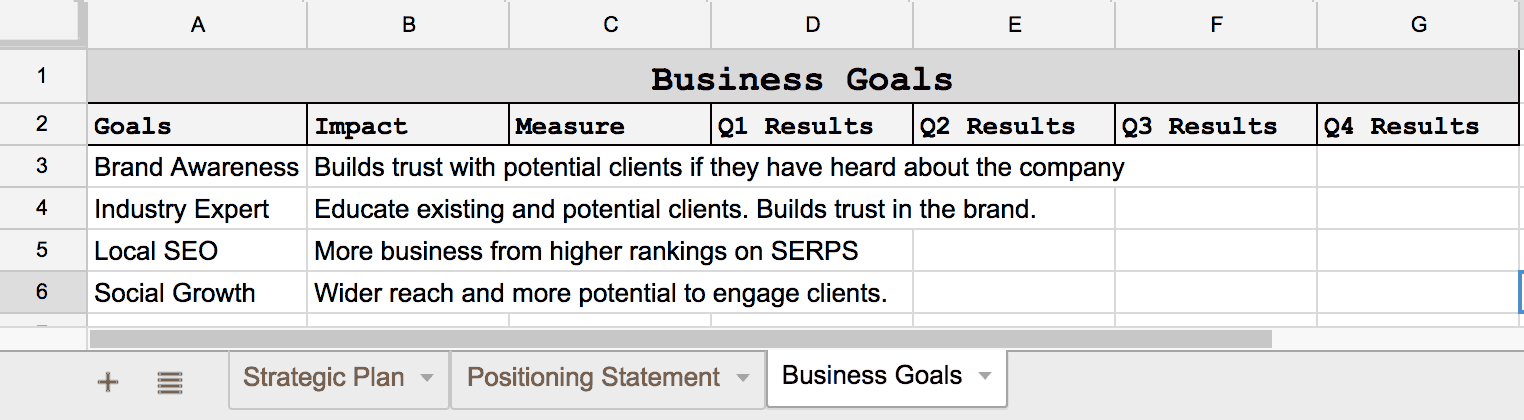 A B C D E F G
1 Business Goals
2 Goals Impact Measure Q1 Results Q2 Results Q3 Results Q4 Results
3 Brand Awareness Builds trust with potential clients if they have heard about the company
4 Industry Expert Educate existing and potential clients. Builds trust in the brand.
5 Local SEO More business from higher rankings on SERPS
6 Social Growth Wider reach and more potential to engage clients.
Strategic Plan Positioning Statement Business Goals